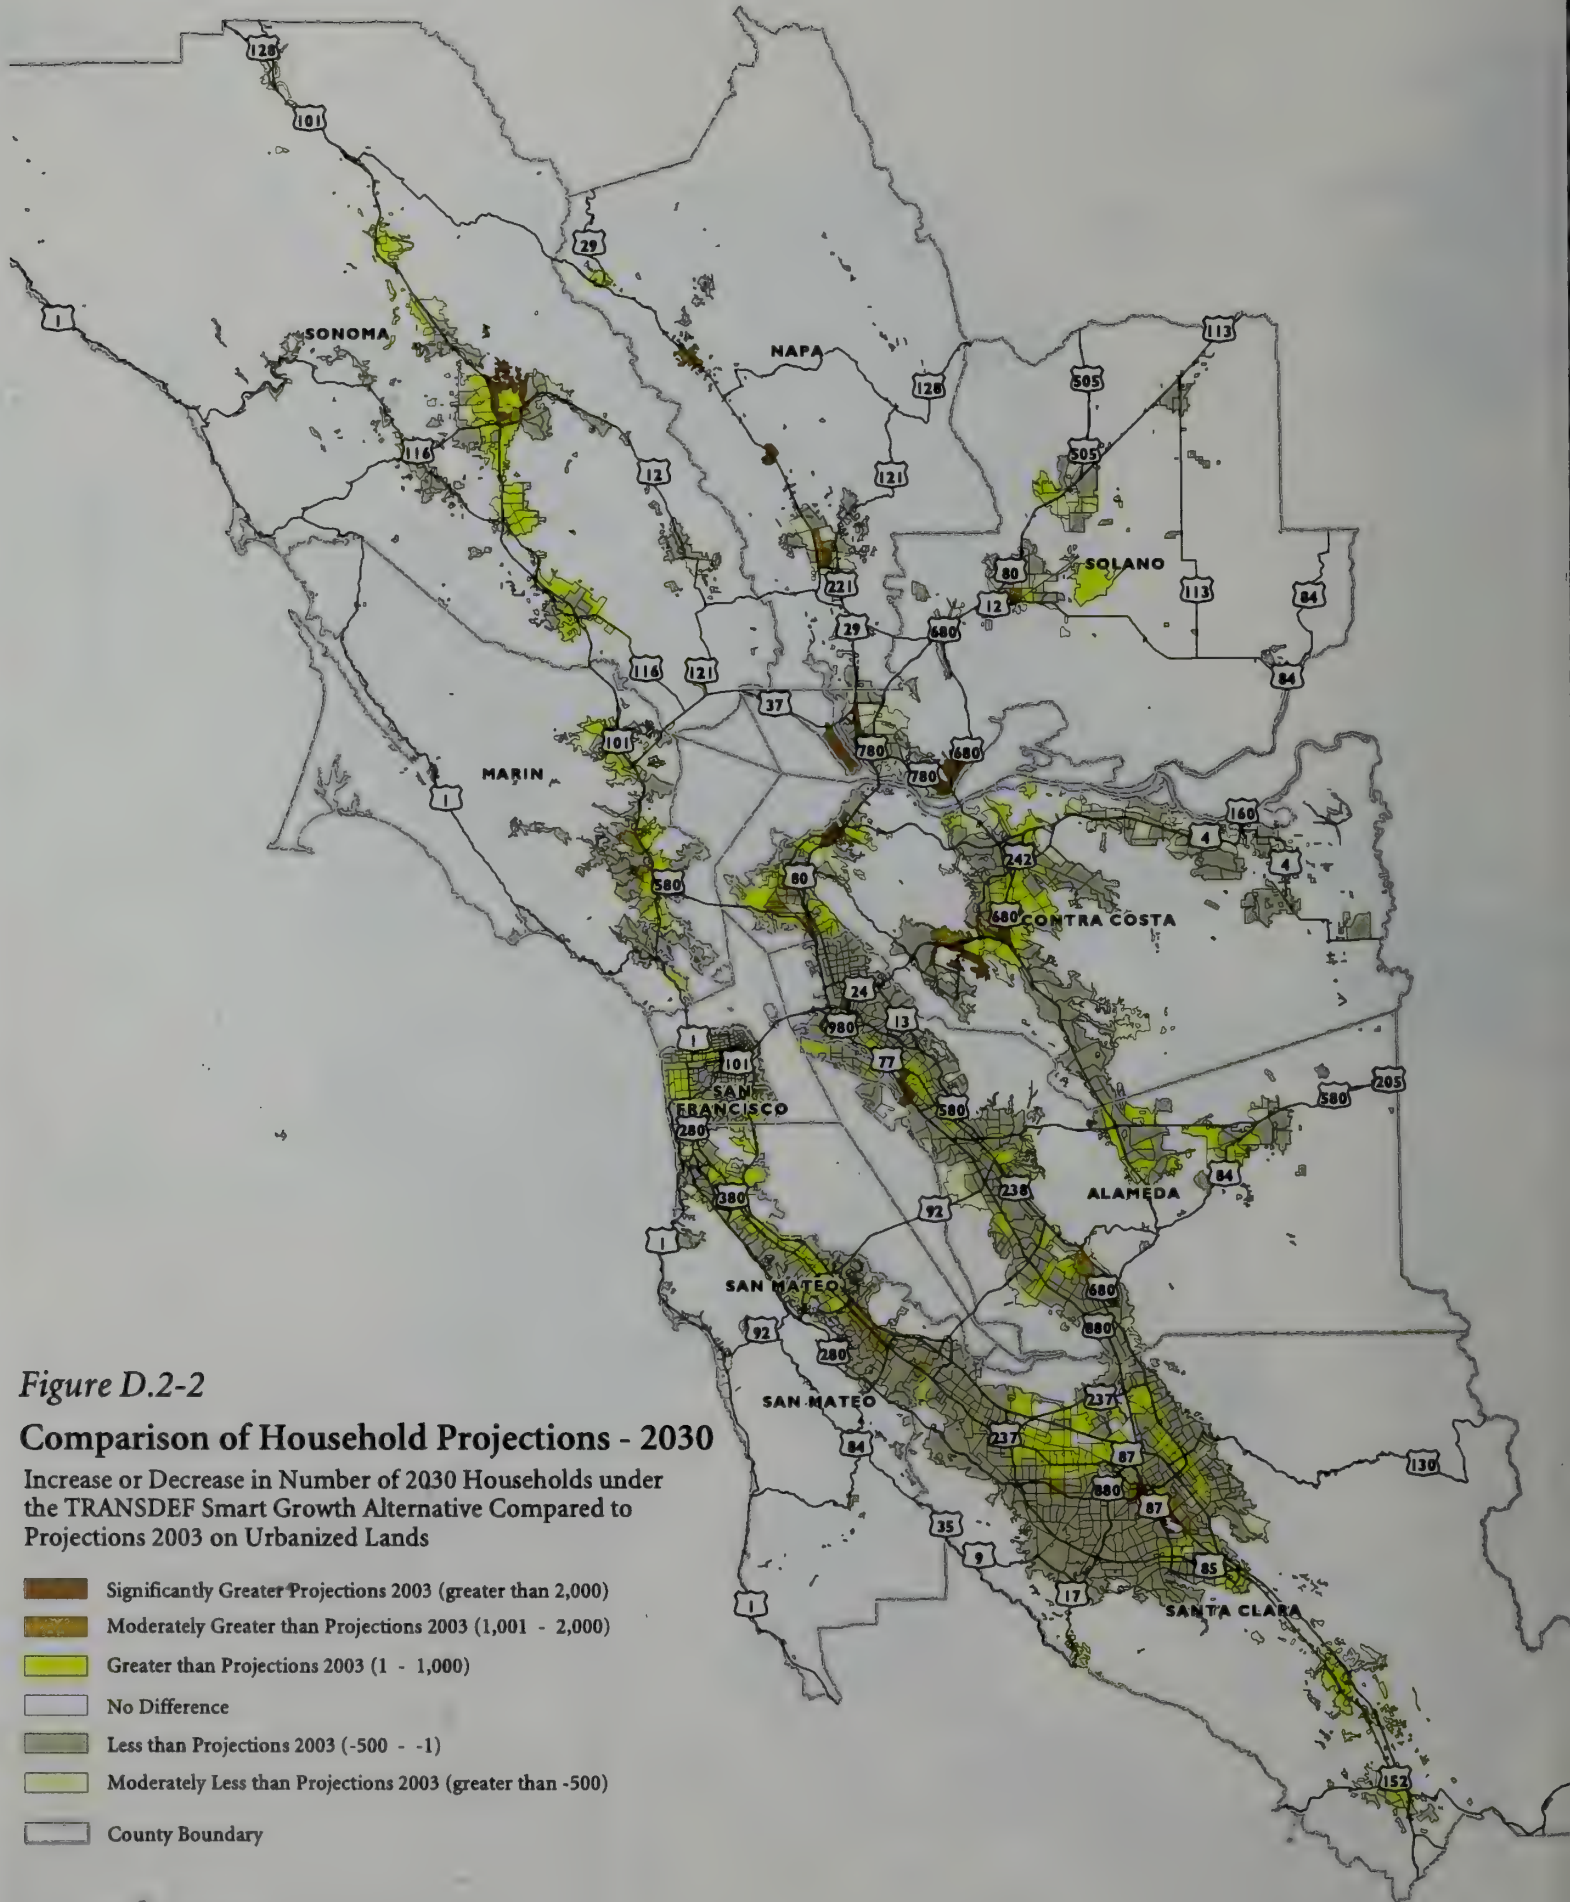 128
101
29
1
SONOMA
113
NAPA
128
505
505
116
12
121
SOLANO
80
221
12
113
84
29
680
116
121
84
37
101
780
680
780
MARIN
1
160
4
242
4
80
580
680
CONTRA COSTA
24
980
13
1
101
77
SAN
FRANCISCO
280
580
205
580
380
238
ALAMEDA
84
92
1
SAN MATEO
680
880
92
280
237
SAN MATEO
237
84
87
880
87
130
35
9
85
17
1
SANTA CLARA
152
Figure D.2-2
Comparison of Household Projections - 2030
Increase or Decrease in Number of 2030 Households under
the TRANSDEF Smart Growth Alternative Compared to
Projections 2003 on Urbanized Lands
Significantly Greater Projections 2003 (greater than 2,000)
Moderately Greater than Projections 2003 (1,001 - 2,000)
Greater than Projections 2003 (1 - 1,000)
No Difference
Less than Projections 2003 (-500 - -1)
Moderately Less than Projections 2003 (greater than -500)
County Boundary